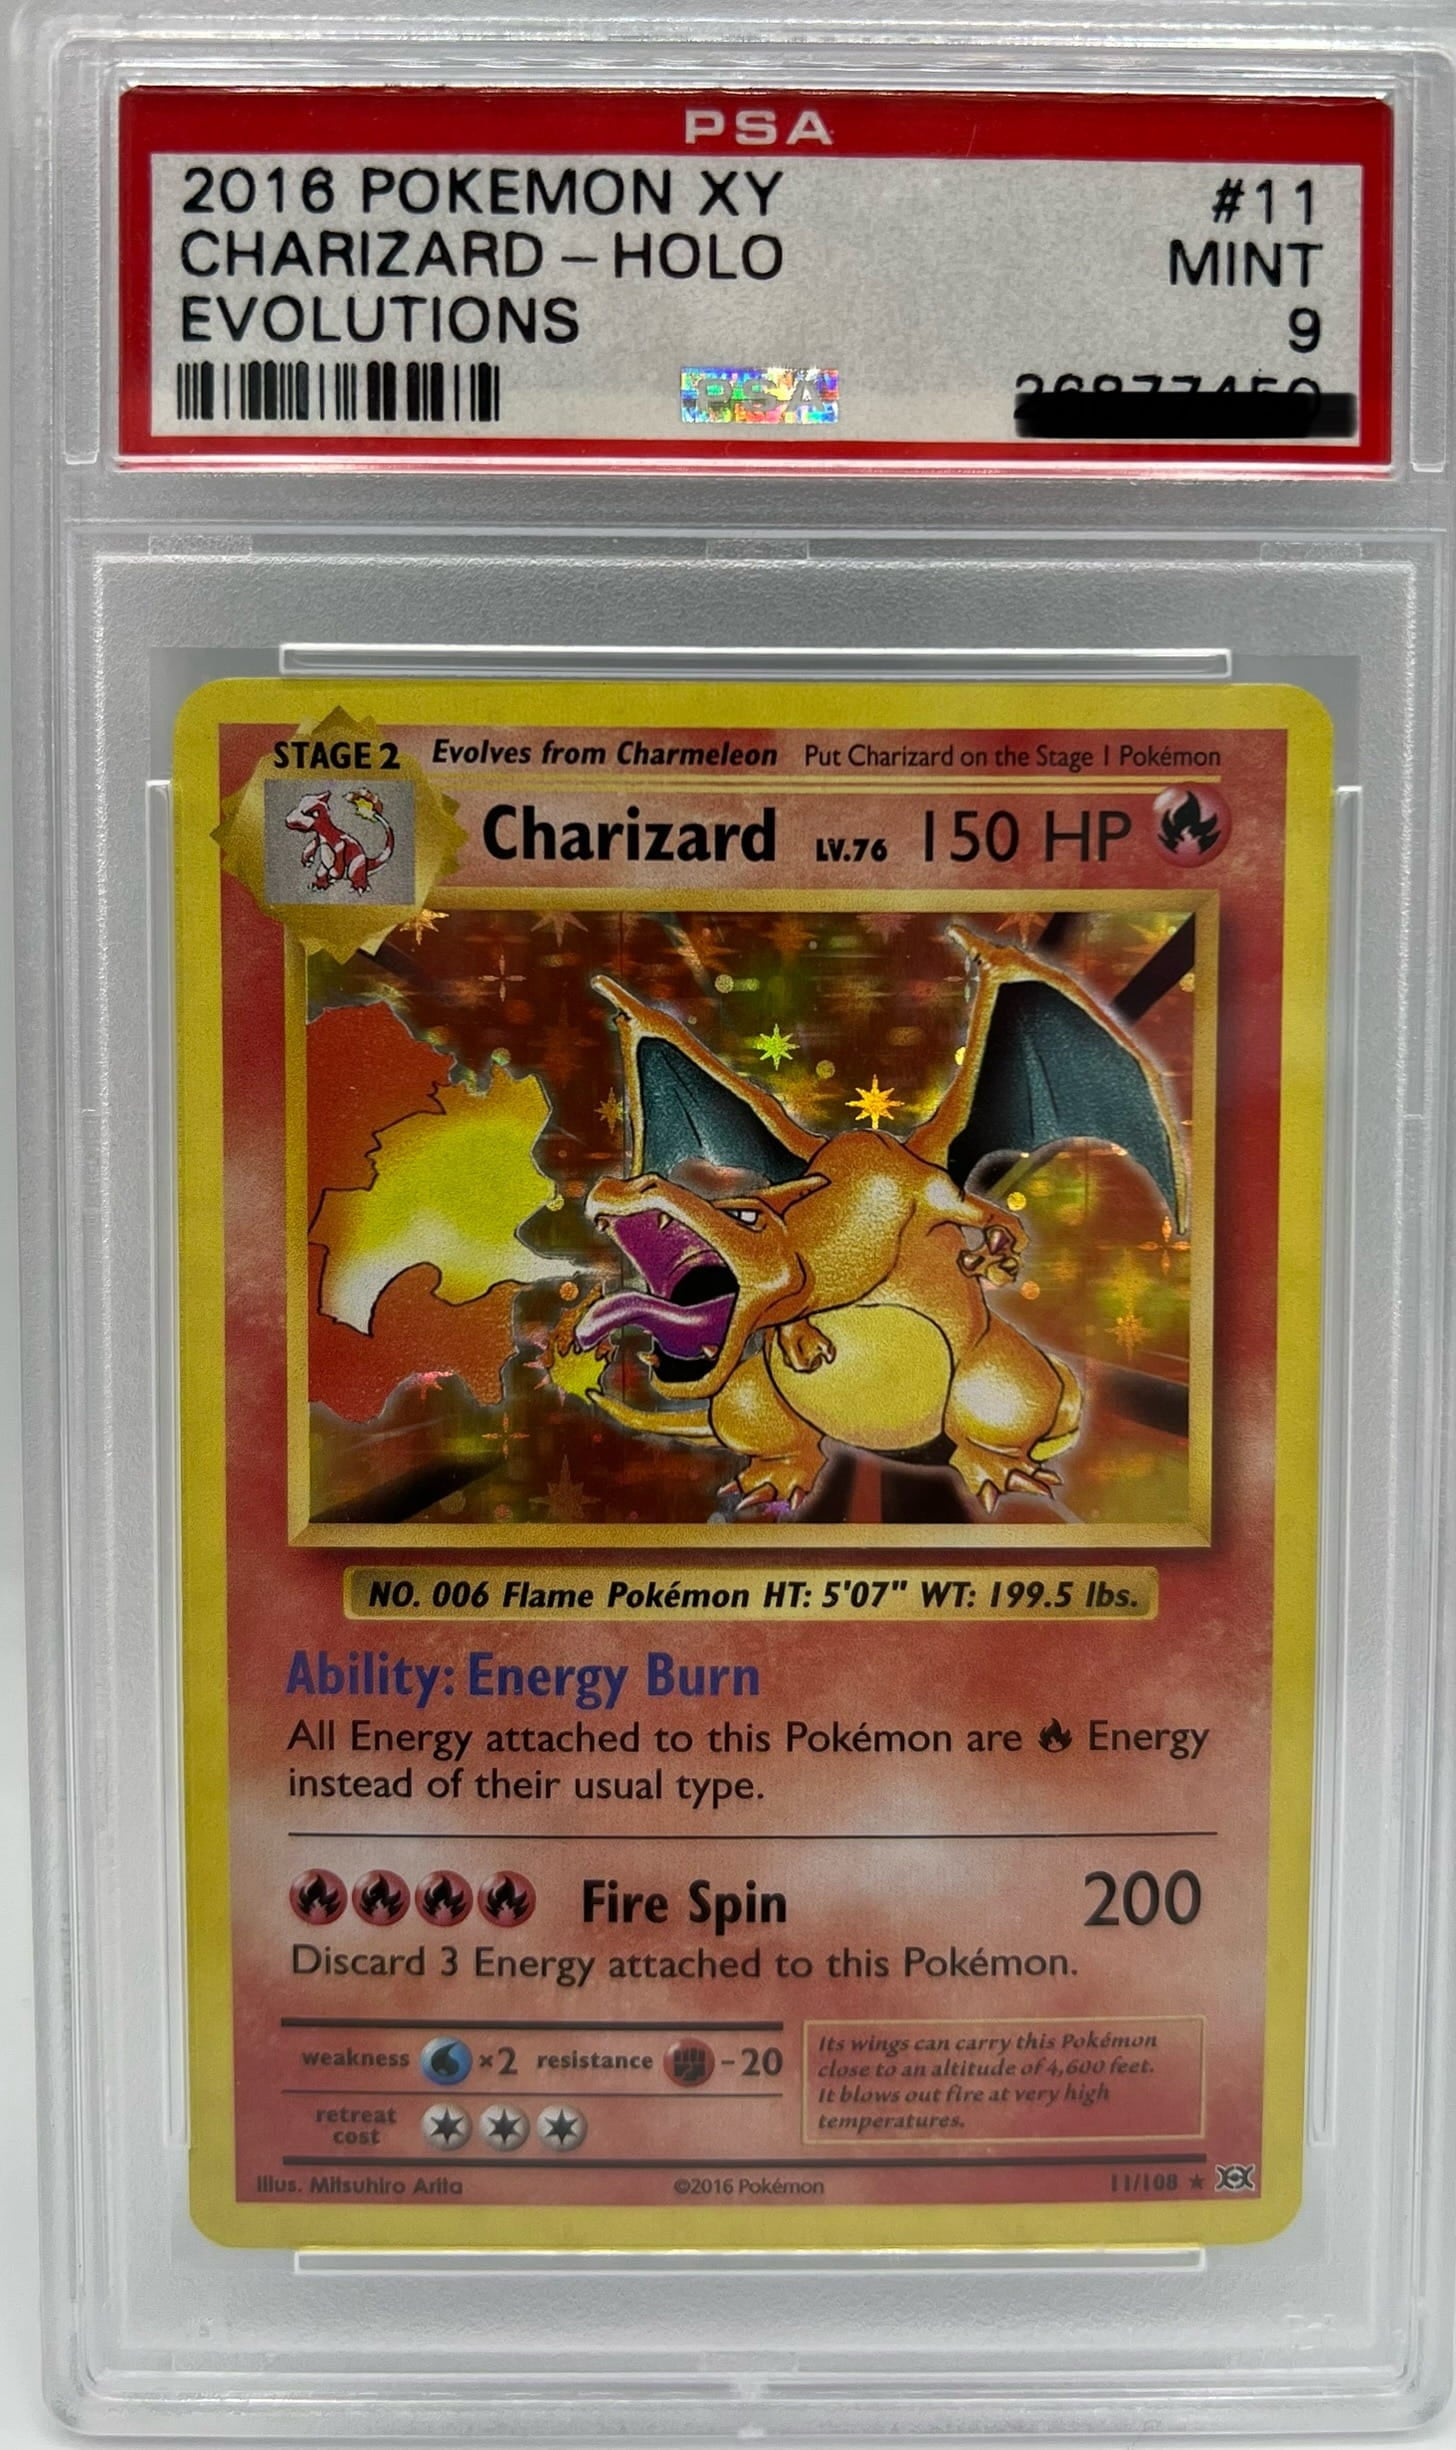 PSA
2016 POKEMON XY #11
CHARIZARD - HOLO MINT
EVOLUTIONS 9
PSA
STAGE 2 Evolves from Charmeleon Put Charizard on the Stage 1 Pokémon
Charizard LV.76 150 HP
NO. 006 Flame Pokémon HT: 5'07" WT: 199.5 lbs.
Ability: Energy Burn
All Energy attached to this Pokémon are Energy
instead of their usual type.
Fire Spin 200
Discard 3 Energy attached to this Pokémon.
weakness ×2 resistance -20
retreat
cost
Its wings can carry this Pokémon
close to an altitude of 4,600 feet.
It blows out fire at very high
temperatures.
Illus. Mitsuhiro Arita ©2016 Pokémon 11/108 ★